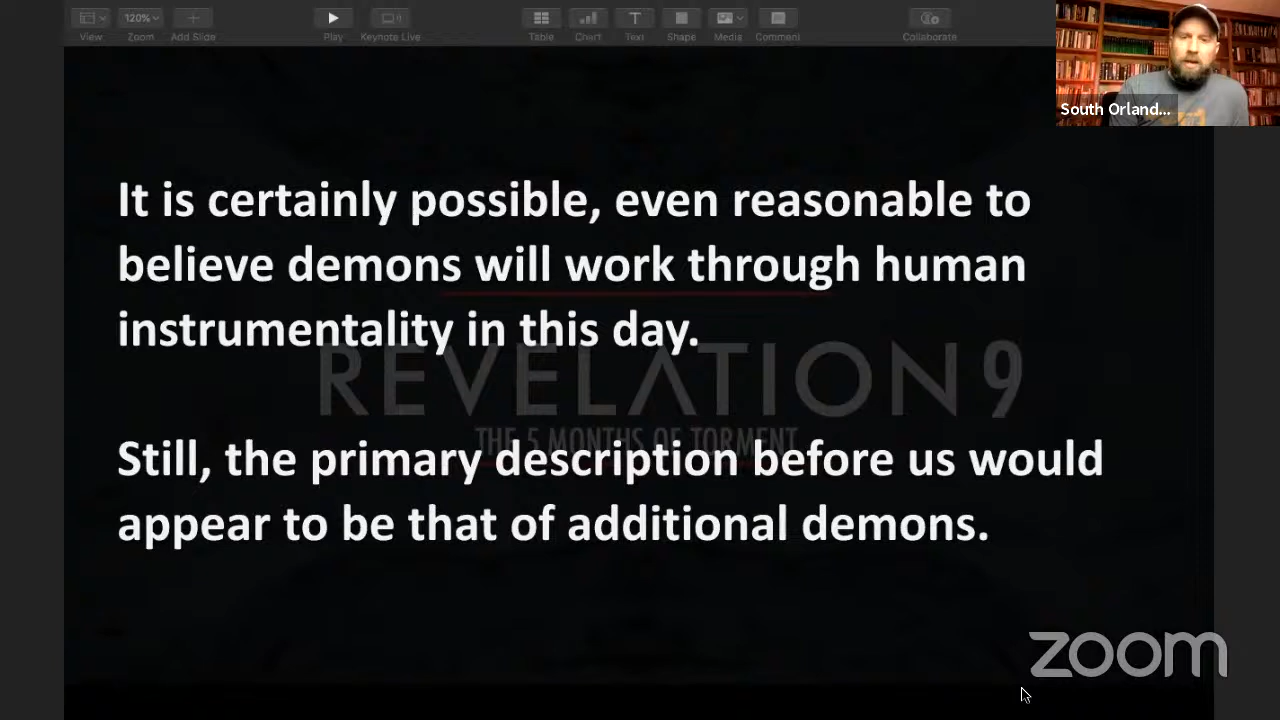 120%
View
Zoom
Add Slide
Play
Keynote Live
Table
Chart
Text
Shape
Media
Comment
Collaborate
South Orland...
It is certainly possible, even reasonable to
believe demons will work through human
instrumentality in this day.
REVELATION 9
THE 5 MONTHS OF TORMENT
Still, the primary description before us would
appear to be that of additional demons.
zoom